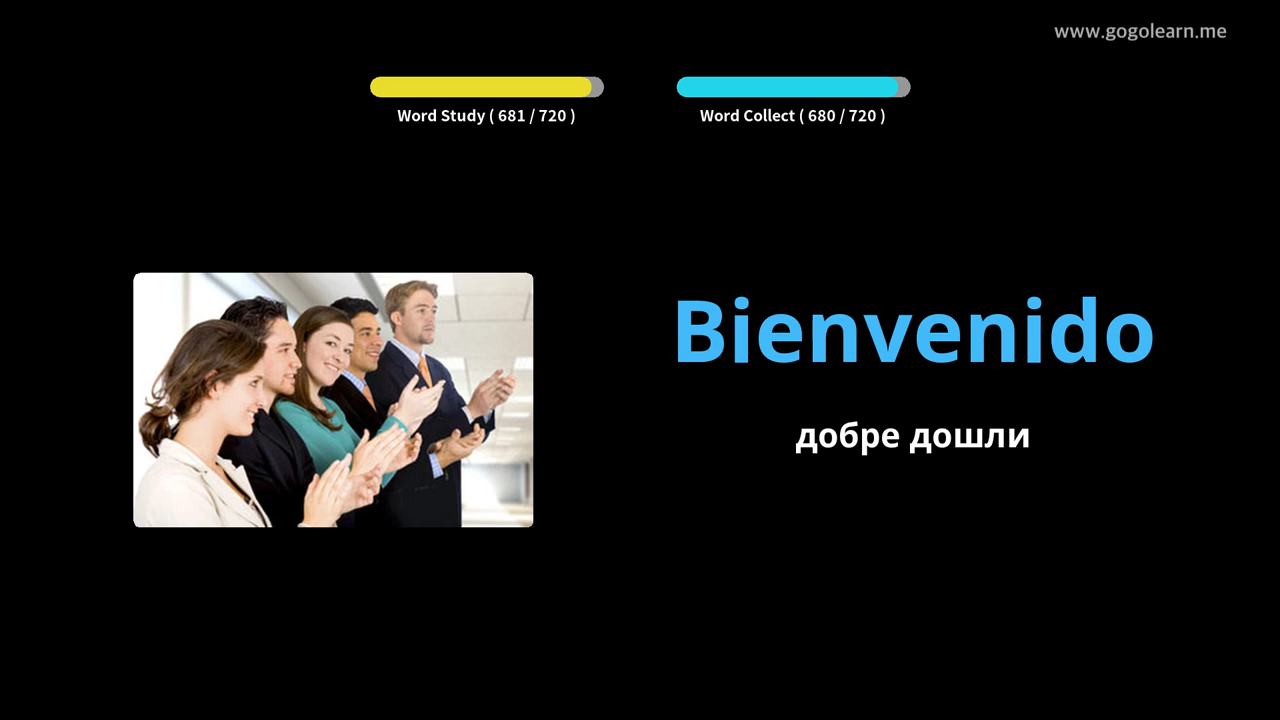 www.gogolearn.me
Word Study ( 681 / 720 )
Word Collect ( 680 / 720 )
Bienvenido
добре дошли